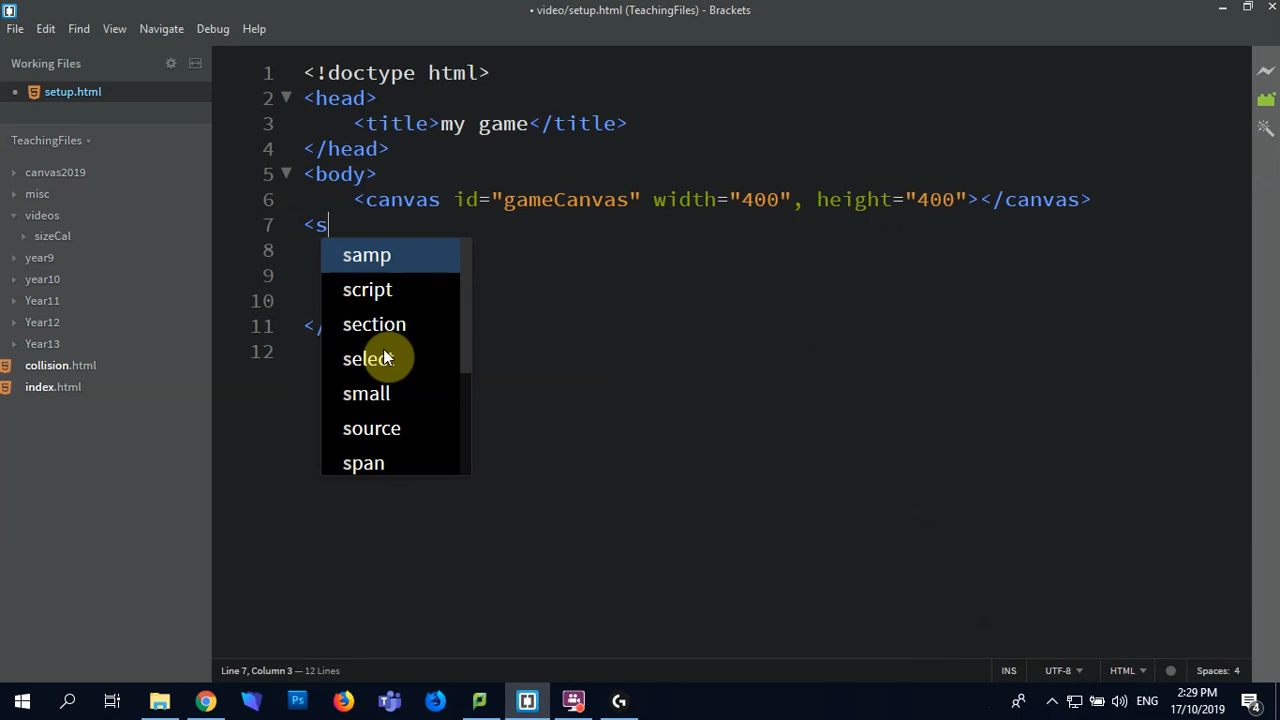 • video/setup.html (TeachingFiles) - Brackets
File Edit Find View Navigate Debug Help
Working Files
• setup.html
TeachingFiles
canvas2019
misc
videos
sizeCal
year9
year10
Year11
Year12
Year13
collision.html
index.html
1 <!doctype html>
2 <head>
3 <title>my game</title>
4 </head>
5 <body>
6 <canvas id="gameCanvas" width="400", height="400"></canvas>
7 <s
8
9
10
11 </
12
samp
script
section
select
small
source
span
Line 7, Column 3 — 12 Lines
INS UTF-8 HTML Spaces: 4
ENG
2:29 PM
17/10/2019
4